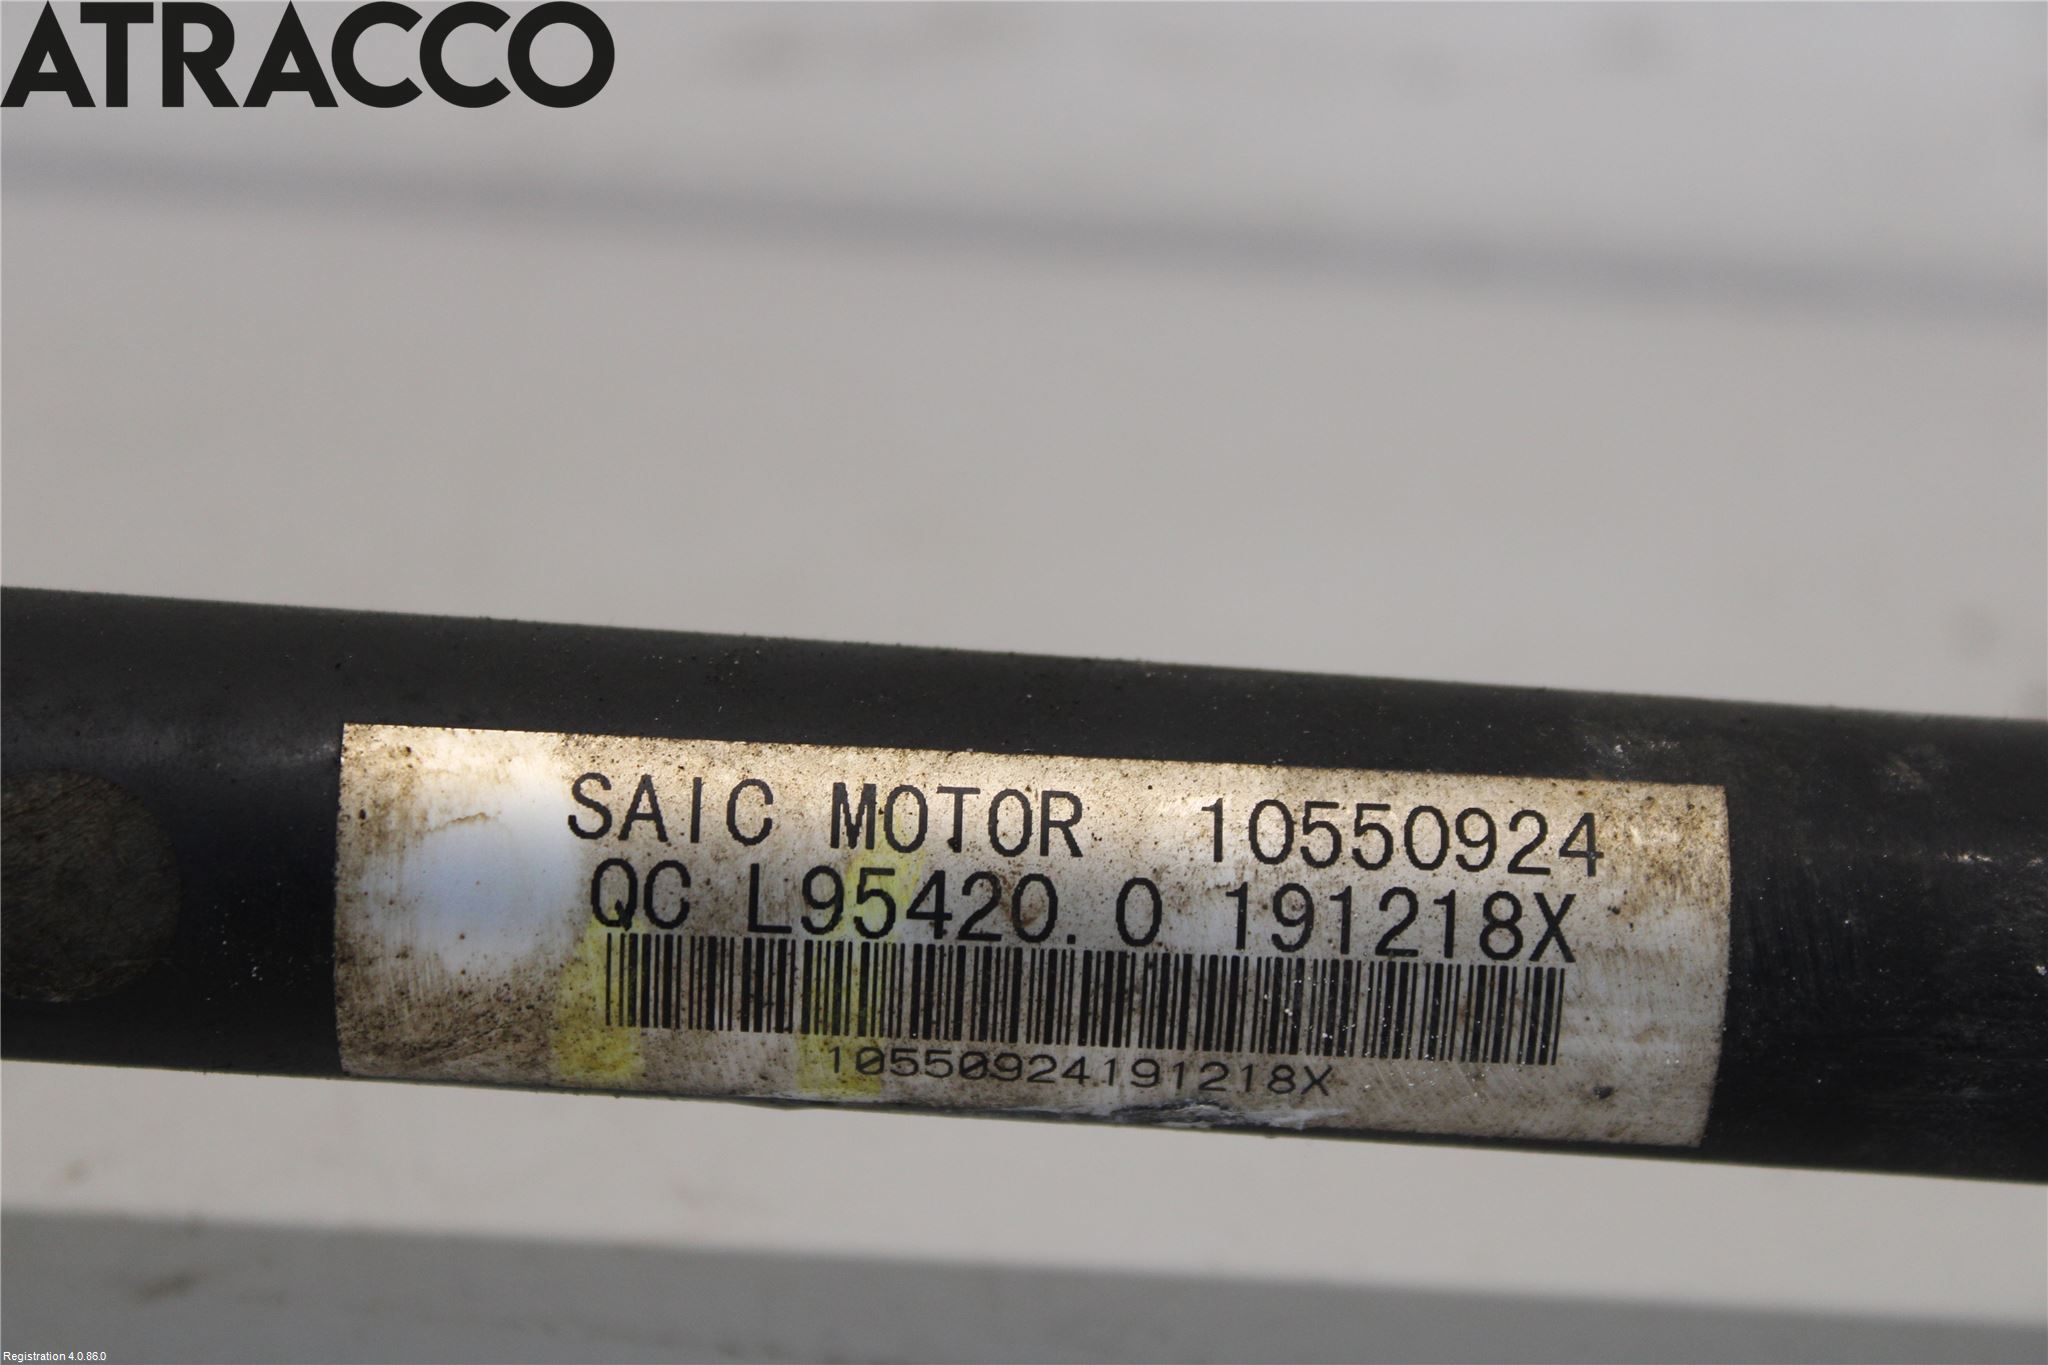 ATRACCO
SAIC MOTOR 10550924
QC L95420.0 191218X
10550924191218X
Registration 4.0.86.0